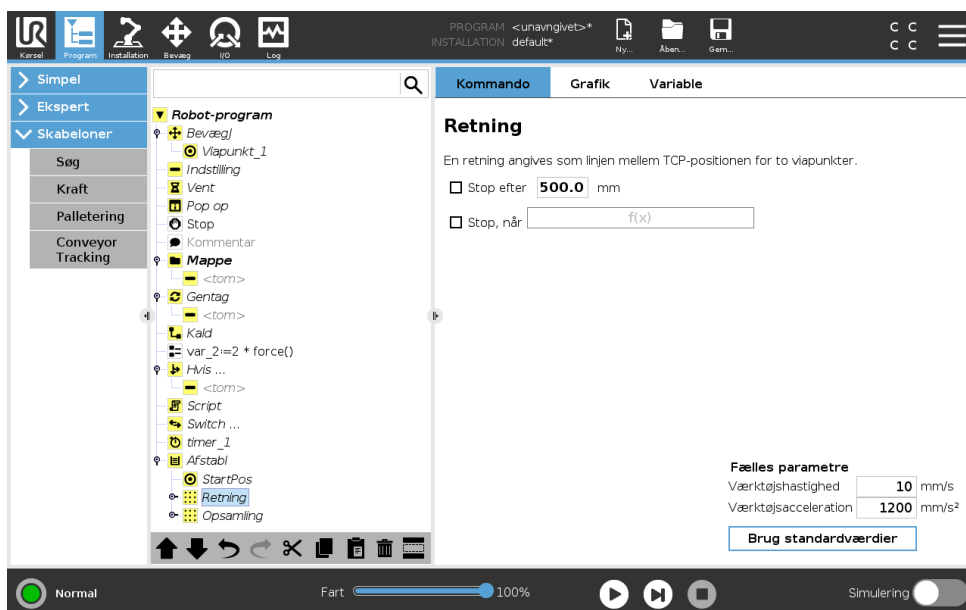 UR
Kørsel
Program
Installation
Bevæg
I/O
Log
PROGRAM <unavngivet>*
INSTALLATION default*
Ny...
Åben...
Gem...
C C
C C
Simpel
Ekspert
Skabeloner
Søg
Kraft
Palletering
Conveyor
Tracking
Robot-program
BevægJ
Viapunkt_1
Indstilling
Vent
Pop op
Stop
Kommentar
Mappe
<tom>
Gentag
<tom>
Kald
var_2:=2 * force()
Hvis ...
<tom>
Script
Switch ...
timer_1
Afstabl
StartPos
Retning
Opsamling
Kommando Grafik Variable
Retning
En retning angives som linjen mellem TCP-positionen for to viapunkter.
Stop efter 500.0 mm
Stop, når f(x)
Fælles parametre
Værktøjshastighed 10 mm/s
Værktøjsacceleration 1200 mm/s²
Brug standardværdier
Normal
Fart 100%
Simulering